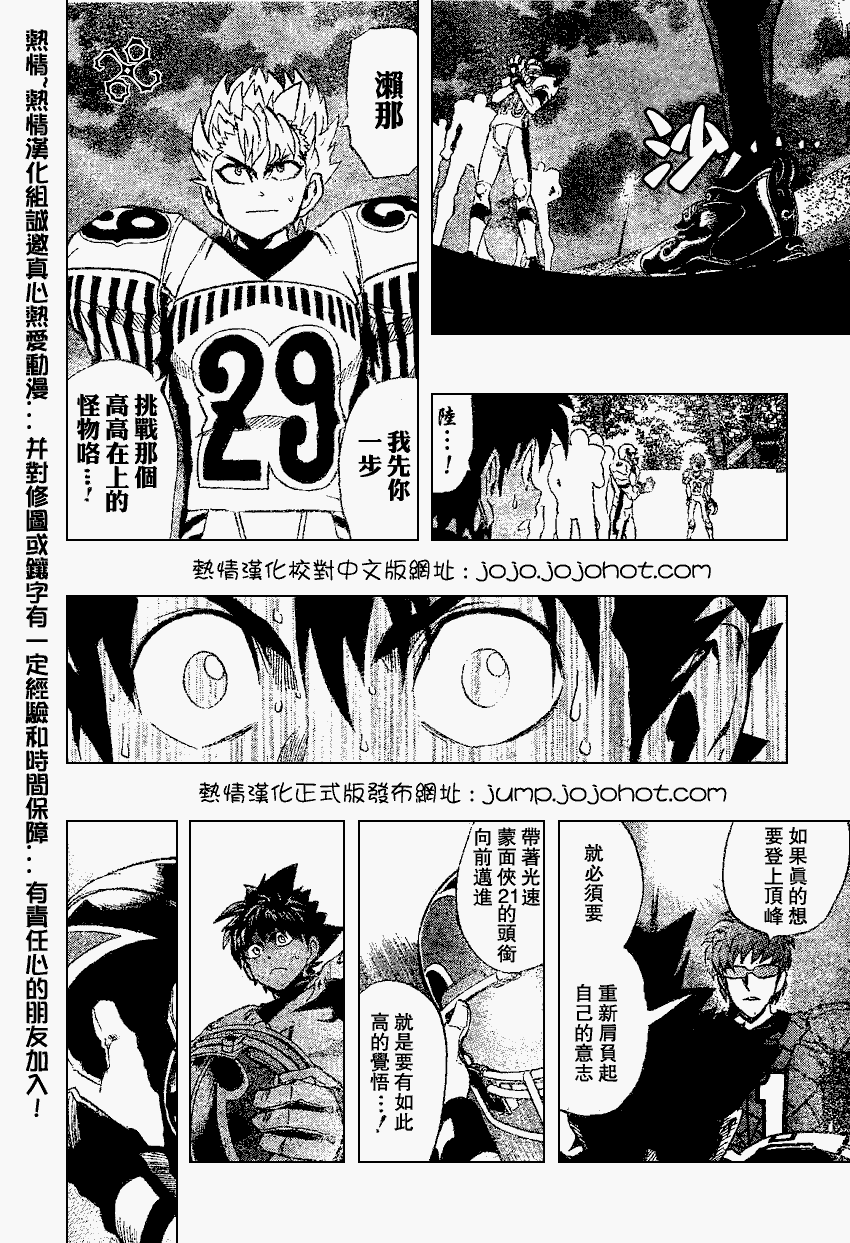 沙
瀨那
我先你
一步
挑戰那個
高高在上的
怪物咯…!
陸…!
熱情漢化校對中文版網址：jojo.jojohot.com
熱情漢化正式版發布網址：jump.jojohot.com
如果真的想
要登上頂峰
就必須要
重新肩負起
自己的意志
帶著光速
蒙面俠21的頭銜
向前邁進
就是要有如此
高的覺悟…!
29
1
熱情，熱情漢化組誠邀真心熱愛動漫...并對修圖或鑲字有一定經驗和時間保障...有責任心的朋友加入！